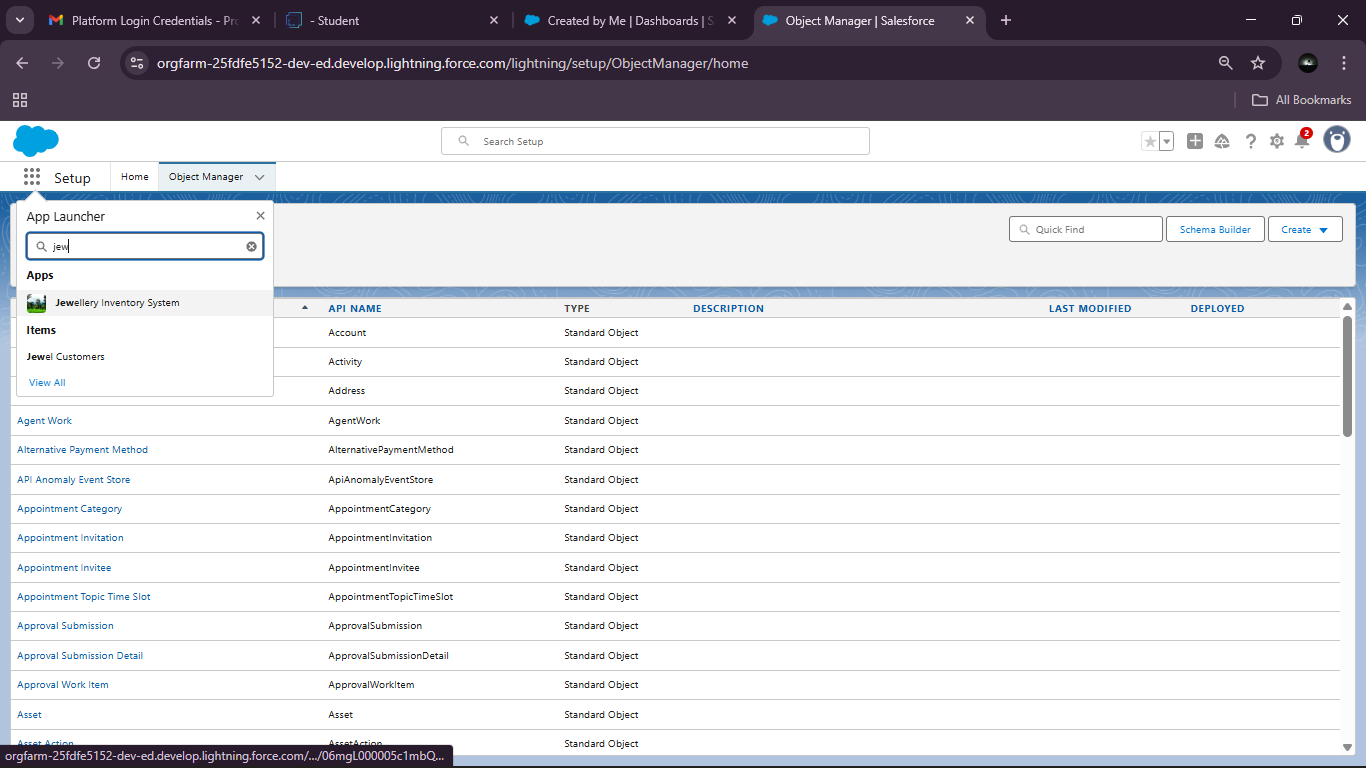 Platform Login Credentials - Pro
- Student
Created by Me | Dashboards | S
Object Manager | Salesforce
orgfarm-25fdfe5152-dev-ed.develop.lightning.force.com/lightning/setup/ObjectManager/home
All Bookmarks
Search Setup
2
Setup
Home
Object Manager
App Launcher
jew
Apps
Jewellery Inventory System
Items
Jewel Customers
View All
Quick Find
Schema Builder
Create
API NAME TYPE DESCRIPTION LAST MODIFIED DEPLOYED
Account Standard Object
Activity Standard Object
Address Standard Object
Agent Work AgentWork Standard Object
Alternative Payment Method AlternativePaymentMethod Standard Object
API Anomaly Event Store ApiAnomalyEventStore Standard Object
Appointment Category AppointmentCategory Standard Object
Appointment Invitation AppointmentInvitation Standard Object
Appointment Invitee AppointmentInvitee Standard Object
Appointment Topic Time Slot AppointmentTopicTimeSlot Standard Object
Approval Submission ApprovalSubmission Standard Object
Approval Submission Detail ApprovalSubmissionDetail Standard Object
Approval Work Item ApprovalWorkItem Standard Object
Asset Asset Standard Object
Asset Action AssetAction Standard Object
orgfarm-25fdfe5152-dev-ed.develop.lightning.force.com/.../06mgL000005c1mbQ...